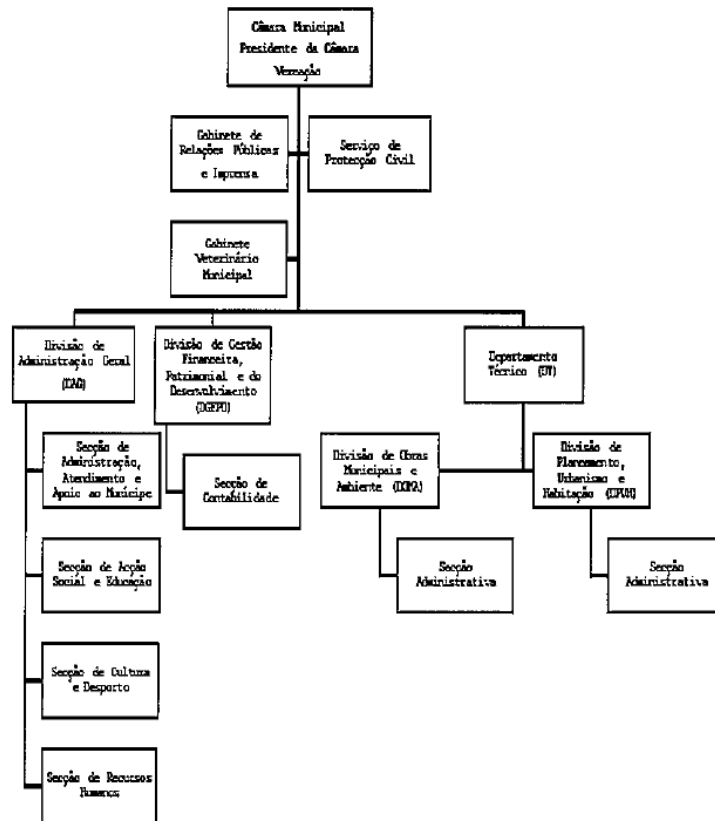 Câmara Municipal
Presidente da Câmara
Vereação
Gabinete de
Relações Públicas
e Imprensa
Serviço de
Protecção Civil
Gabinete
Veterinário
Municipal
Divisão de
Administração Geral
(DAG)
Divisão de Gestão
Financeira,
Patrimonial e do
Desenvolvimento
(DGFPD)
Departamento
Técnico (DT)
Secção de
Administração,
Atendimento e
Apoio ao Munícipe
Secção de
Contabilidade
Divisão de Obras
Municipais e
Ambiente (DOMA)
Divisão de
Planeamento,
Urbanismo e
Habitação (DPUH)
Secção de Acção
Social e Educação
Secção
Administrativa
Secção
Administrativa
Secção de Cultura
e Desporto
Secção de Recursos
Humanos